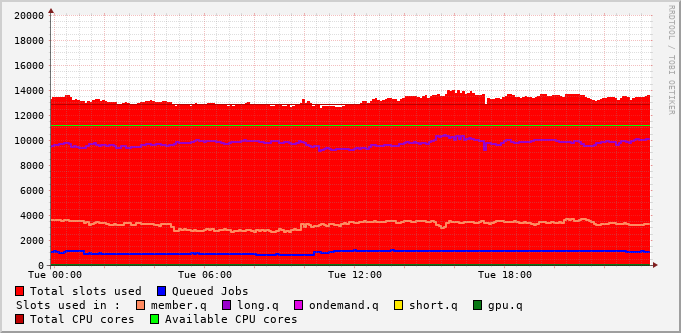 20000
18000
16000
14000
12000
10000
8000
6000
4000
2000
0
Tue 00:00 Tue 06:00 Tue 12:00 Tue 18:00
Total slots used Queued Jobs
Slots used in : member.q long.q ondemand.q short.q gpu.q
Total CPU cores Available CPU cores
RRDTOOL / TOBI OETIKER